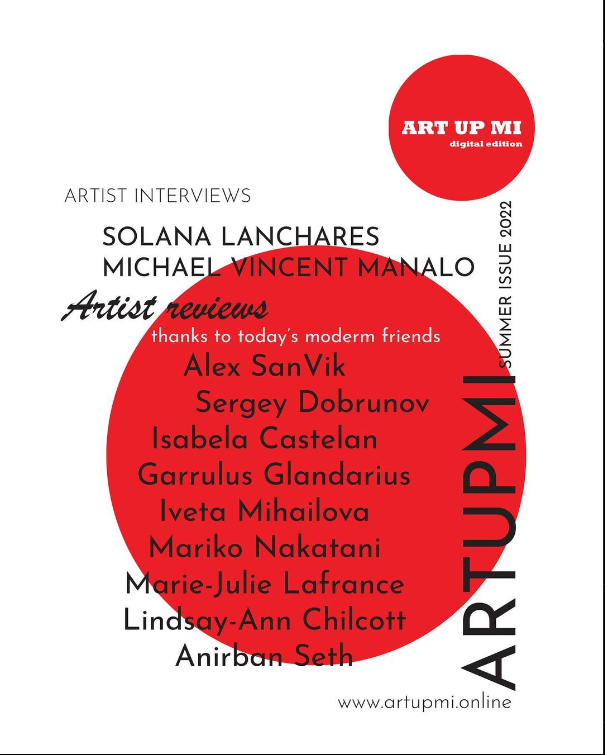 ART UP MI
digital edition
ARTIST INTERVIEWS
SOLANA LANCHARES
MICHAEL VINCENT MANALO
Artist reviews
thanks to today's moderm friends
Alex SanVik
Sergey Dobrunov
Isabela Castelan
Garrulus Glandarius
Iveta Mihailova
Mariko Nakatani
Marie-Julie Lafrance
Lindsay-Ann Chilcott
Anirban Seth
ARTUPMI
SUMMER ISSUE 2022
www.artupmi.online